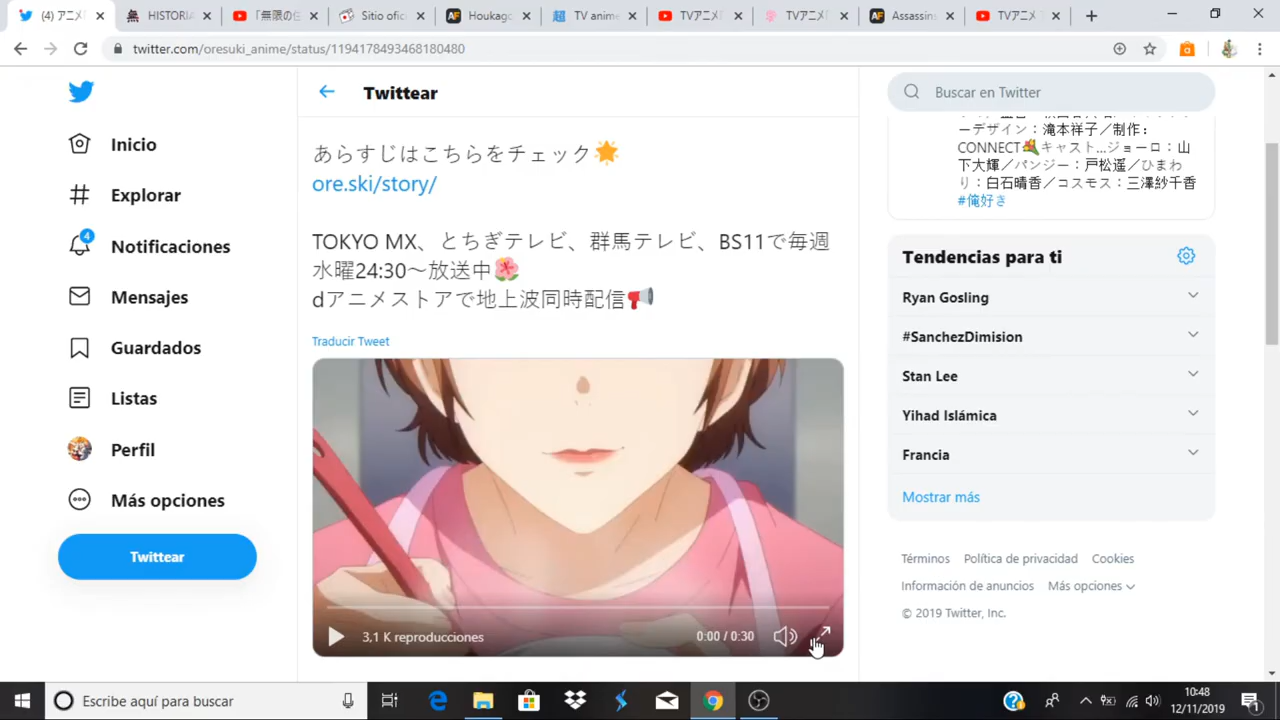 (4) アニメ
HISTORI
「無限の住
Sitio ofic
Houkago
TV anime
TVアニメ
TVアニメ
Assassin
TVアニメ
twitter.com/oresuki_anime/status/1194178493468180480
Twittear
Buscar en Twitter
Inicio
Explorar
4
Notificaciones
Mensajes
Guardados
Listas
Perfil
Más opciones
Twittear
あらすじはこちらをチェック🌟
ore.ski/story/
TOKYO MX、とちぎテレビ、群馬テレビ、BS11で毎週
水曜24:30〜放送中🌺
dアニメストアで地上波同時配信📢
Traducir Tweet
3,1 K reproducciones
0:00 / 0:30
ーデザイン：滝本祥子／制作：
CONNECT💐キャスト...ジョーロ：山
下大輝／パンジー：戸松遥／ひまわ
り：白石晴香／コスモス：三澤紗千香
#俺好き
Tendencias para ti
Ryan Gosling
#SanchezDimision
Stan Lee
Yihad Islámica
Francia
Mostrar más
Términos Política de privacidad Cookies
Información de anuncios Más opciones
© 2019 Twitter, Inc.
Escribe aquí para buscar
10:48
12/11/2019
1